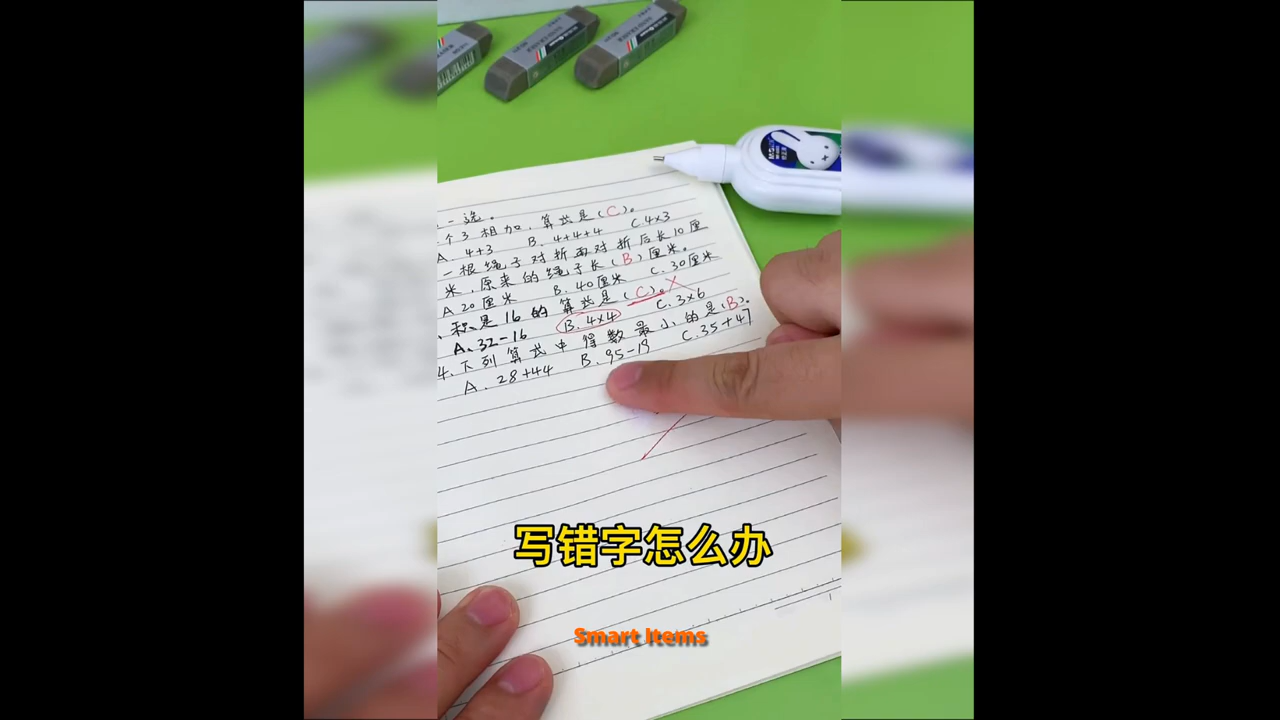 一选。
个3相加,算式是(C)。
A. 4+3 B. 4+4+4 C. 4×3
一根绳子对折再对折后长10厘
米,原来的绳子长(B)厘米。
A 20厘米 B. 40厘米 C. 30厘米
积是16的算式是(C)。
A. 32-16 B. 4×4 C. 3×6
4.下列算式中得数最小的是(B)。
A. 28+44 B. 95-19 C. 35+47
写错字怎么办
Smart Items